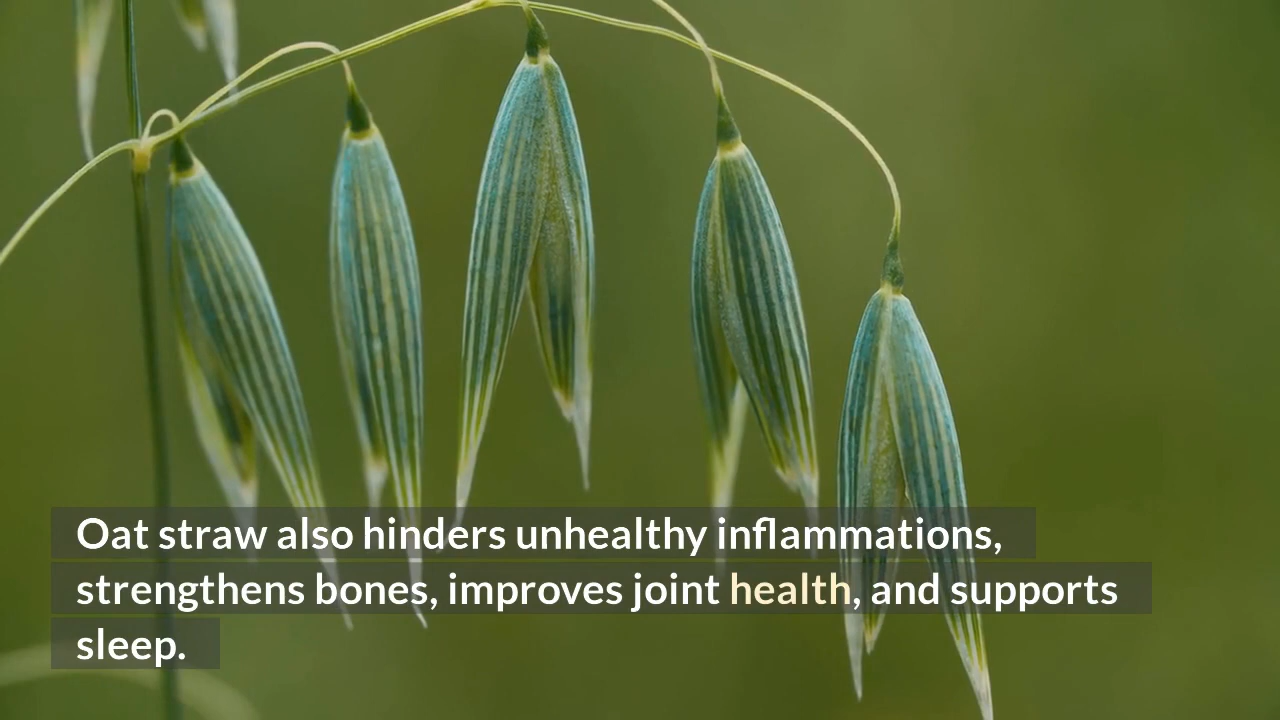 Oat straw also hinders unhealthy inflammations,
strengthens bones, improves joint health, and supports
sleep.